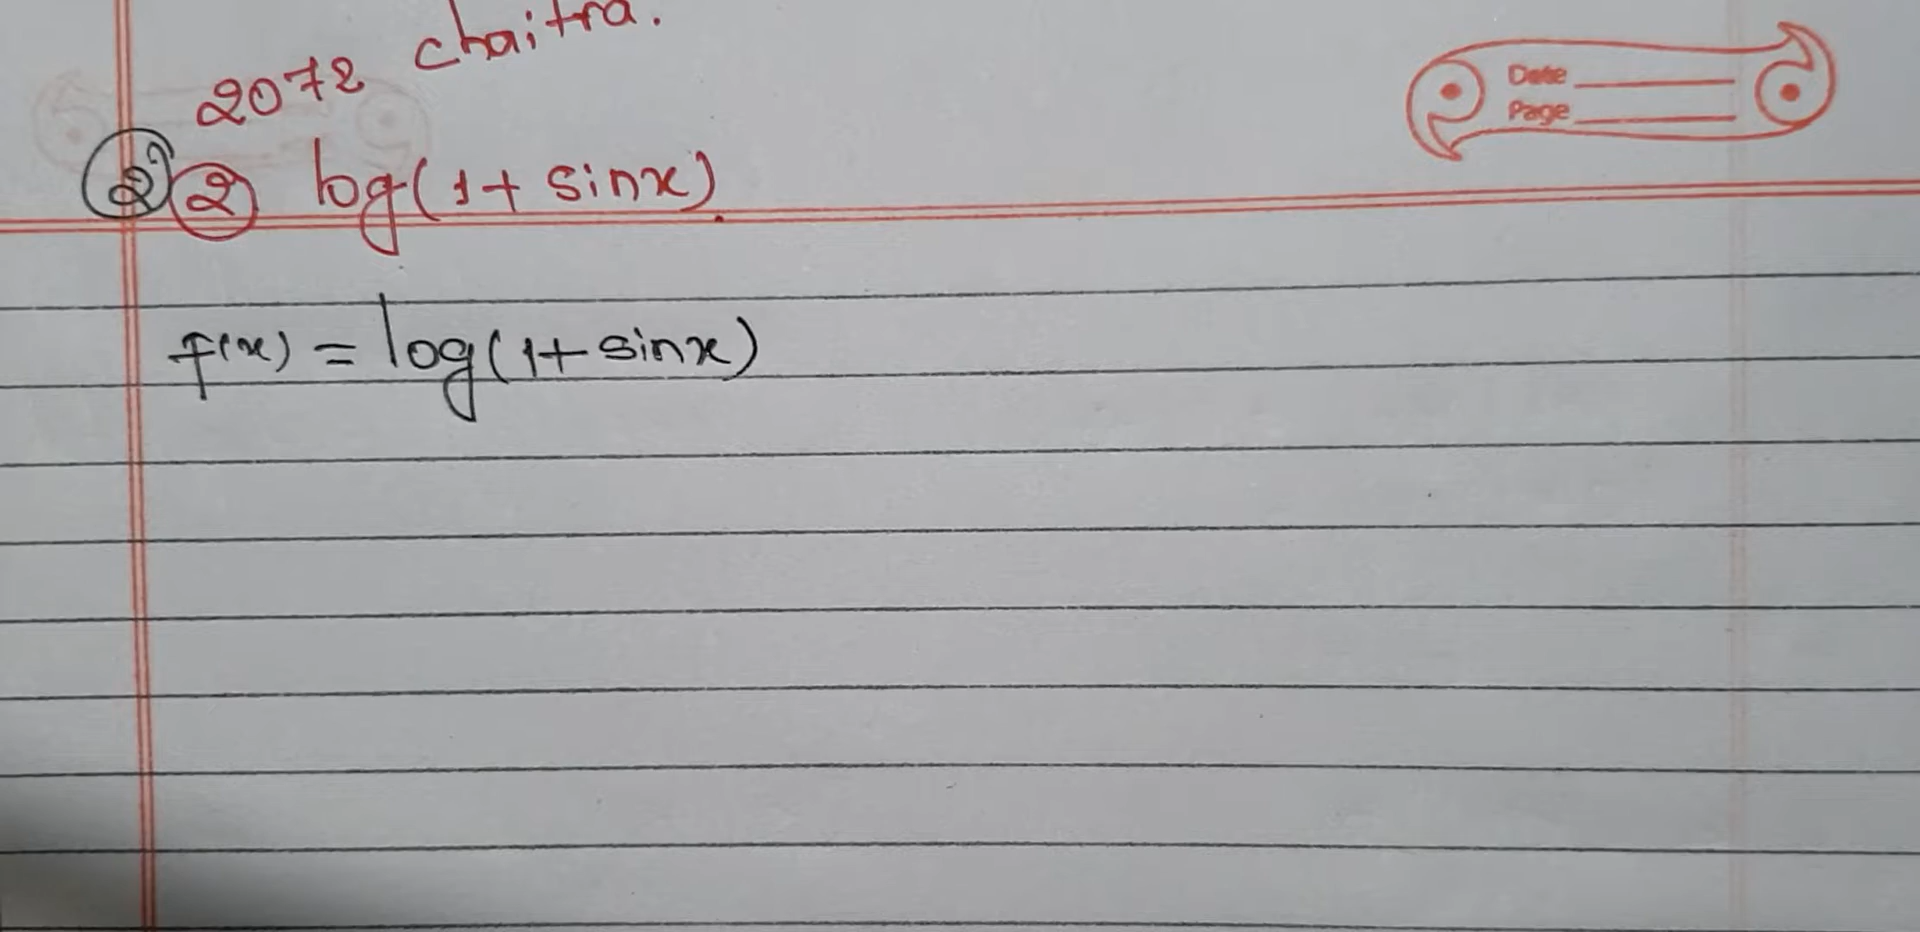 2072 chaitra.
Date
Page
2 2 log(1+ sinx).
f(x) = log(1+ sinx)